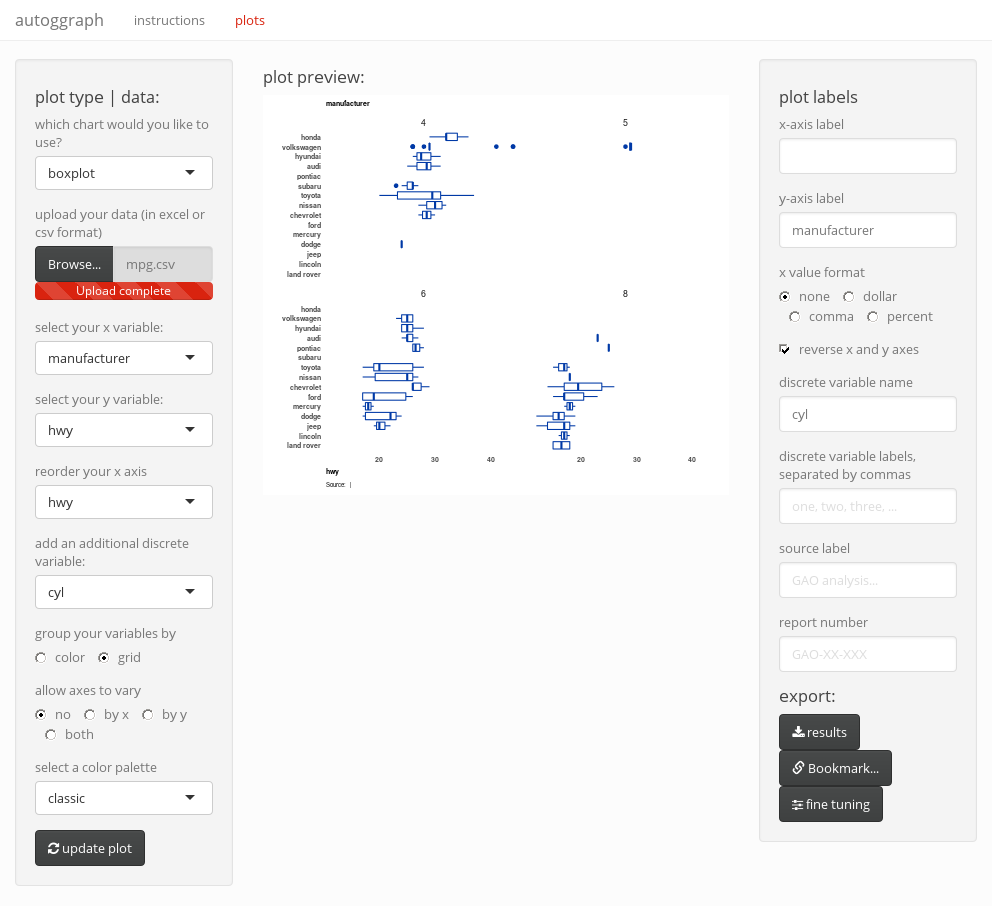 autoggraph instructions plots
plot type | data:
which chart would you like to
use?
boxplot
upload your data (in excel or
csv format)
Browse... mpg.csv
Upload complete
select your x variable:
manufacturer
select your y variable:
hwy
reorder your x axis
hwy
add an additional discrete
variable:
cyl
group your variables by
color grid
allow axes to vary
no by x by y
both
select a color palette
classic
update plot
plot preview:
manufacturer
4 5
honda
volkswagen
hyundai
audi
pontiac
subaru
toyota
nissan
chevrolet
ford
mercury
dodge
jeep
lincoln
land rover
6 8
honda
volkswagen
hyundai
audi
pontiac
subaru
toyota
nissan
chevrolet
ford
mercury
dodge
jeep
lincoln
land rover
20 30 40 20 30 40
hwy
Source: |
plot labels
x-axis label
y-axis label
manufacturer
x value format
none dollar
comma percent
reverse x and y axes
discrete variable name
cyl
discrete variable labels,
separated by commas
one, two, three, ...
source label
GAO analysis...
report number
GAO-XX-XXX
export:
results
Bookmark...
fine tuning